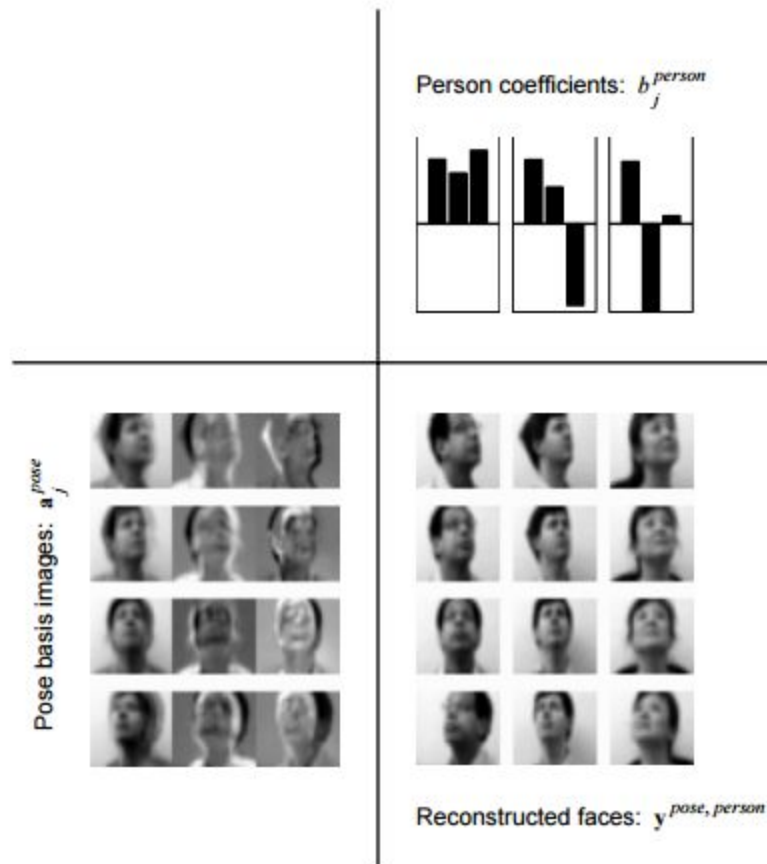 Person coefficients: b_j^{person}
Pose basis images: a_j^{pose}
Reconstructed faces: y^{pose, person}